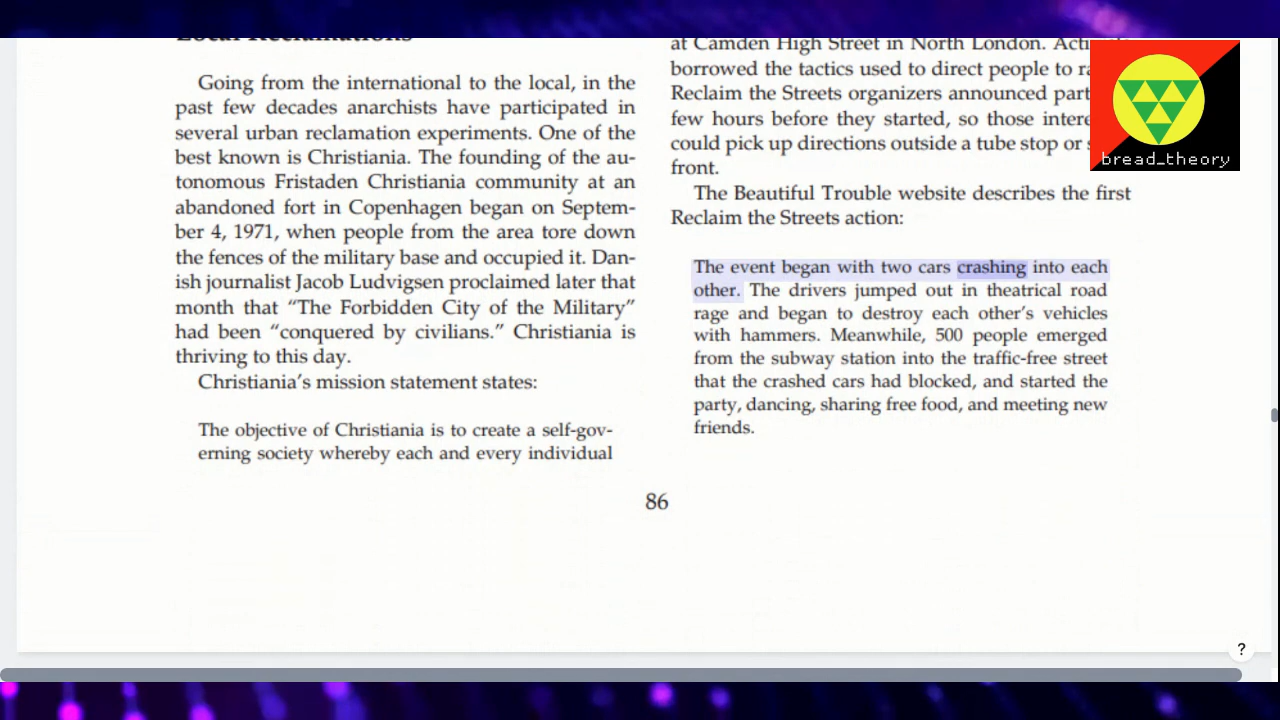 Local Reclamations
Going from the international to the local, in the
past few decades anarchists have participated in
several urban reclamation experiments. One of the
best known is Christiania. The founding of the au-
tonomous Fristaden Christiania community at an
abandoned fort in Copenhagen began on Septem-
ber 4, 1971, when people from the area tore down
the fences of the military base and occupied it. Dan-
ish journalist Jacob Ludvigsen proclaimed later that
month that “The Forbidden City of the Military”
had been “conquered by civilians.” Christiania is
thriving to this day.
Christiania’s mission statement states:
The objective of Christiania is to create a self-gov-
erning society whereby each and every individual
at Camden High Street in North London.
borrowed the tactics used to direct people to
Reclaim the Streets organizers announced
few hours before they started, so those
could pick up directions outside a tube stop or
front.
The Beautiful Trouble website describes the first
Reclaim the Streets action:
The event began with two cars crashing into each
other. The drivers jumped out in theatrical road
rage and began to destroy each other’s vehicles
with hammers. Meanwhile, 500 people emerged
from the subway station into the traffic-free street
that the crashed cars had blocked, and started the
party, dancing, sharing free food, and meeting new
friends.
86
bread_theory
?